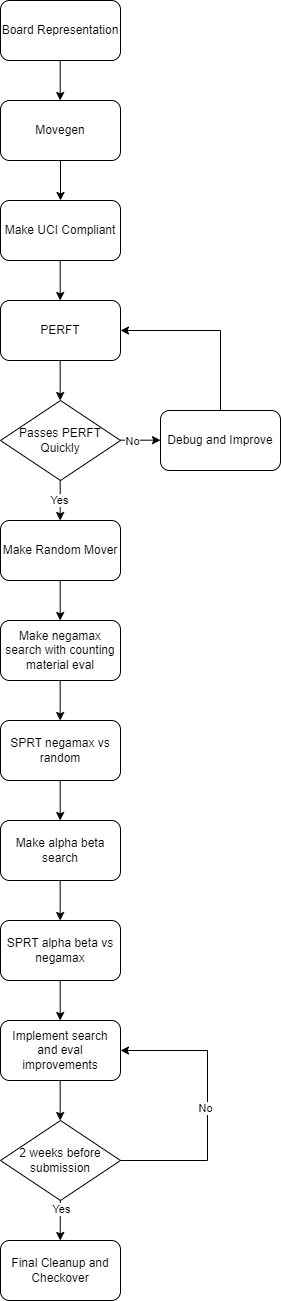 Board Representation
Movegen
Make UCI Compliant
PERFT
Passes PERFT
Quickly
No
Debug and Improve
Yes
Make Random Mover
Make negamax
search with counting
material eval
SPRT negamax vs
random
Make alpha beta
search
SPRT alpha beta vs
negamax
Implement search
and eval
improvements
No
2 weeks before
submission
Yes
Final Cleanup and
Checkover